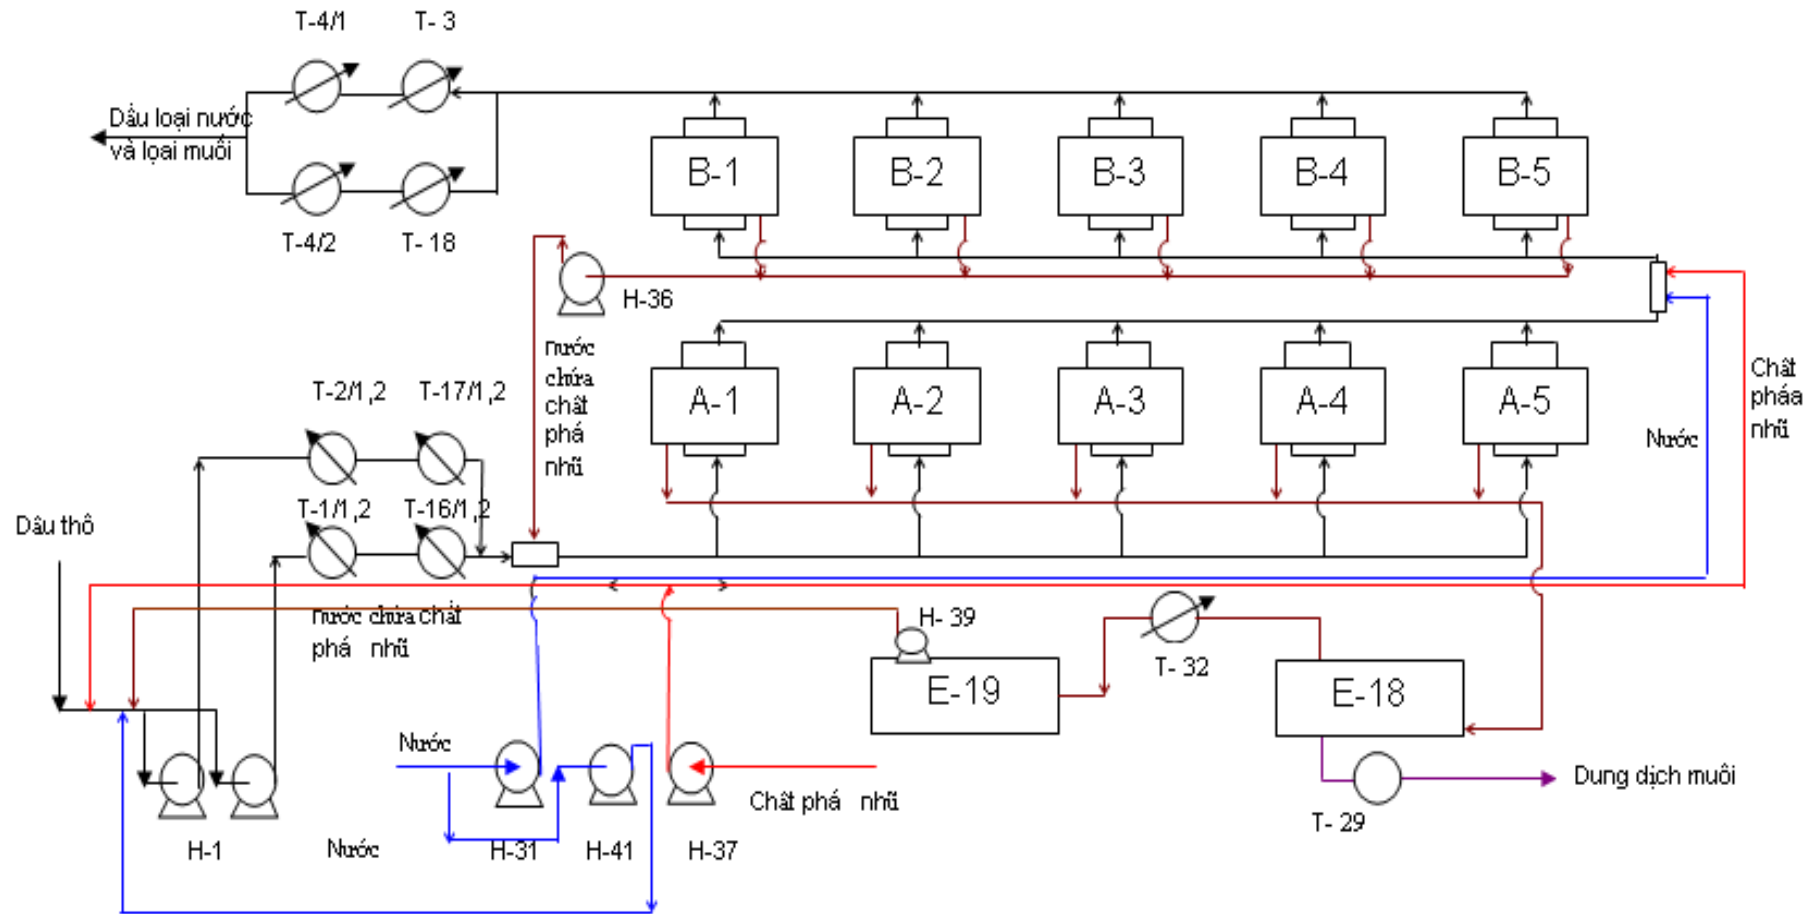 T-4/1
T- 3
Dầu loại nước
và lọai muối
T-4/2
T- 18
B-1
B-2
B-3
B-4
B-5
H-36
nước
chứa
chất
phá
nhũ
A-1
A-2
A-3
A-4
A-5
Chất
pháa
nhũ
Nước
T-2/1,2
T-17/1,2
T-1/1,2
T-16/1,2
Dầu thô
nước chứa chất
phá nhũ
H- 39
E-19
T- 32
E-18
Nước
Chất phá nhũ
Dung dịch muối
T- 29
H-1
Nước
H-31
H-41
H-37